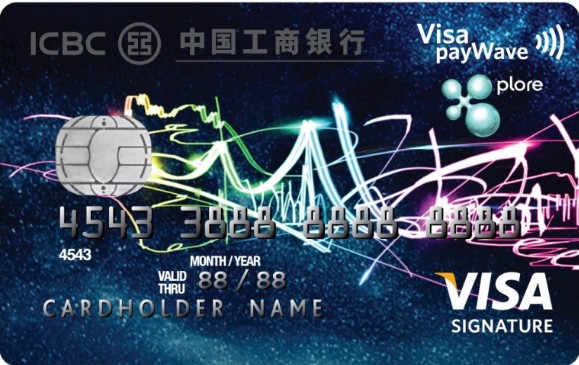 ICBC 中国工商银行
Visa
payWave
plore
4543 3888 8888 8888
4543
MONTH / YEAR
VALID
THRU 88 / 88
CARDHOLDER NAME
VISA
SIGNATURE